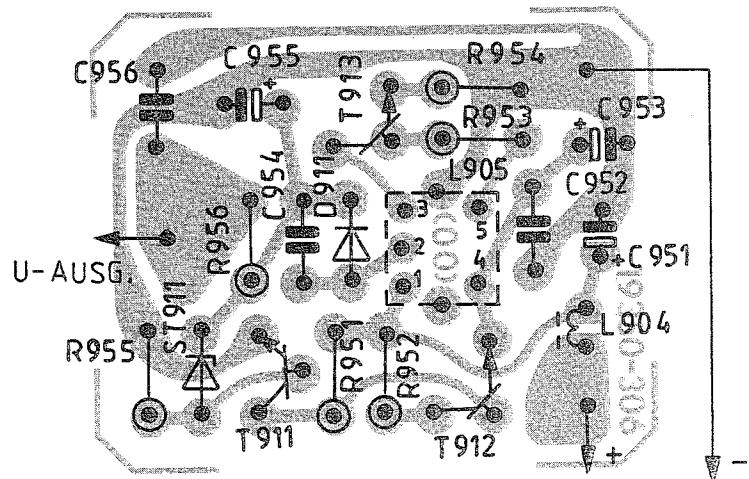 C956
C955
T913
R954
R953
C953
L905
C952
C954
D911
R956
3
2
1
5
4
C951
+
+
+
U-AUSG.
ST911
R955
R951
R952
L904
T911
T912
+
-